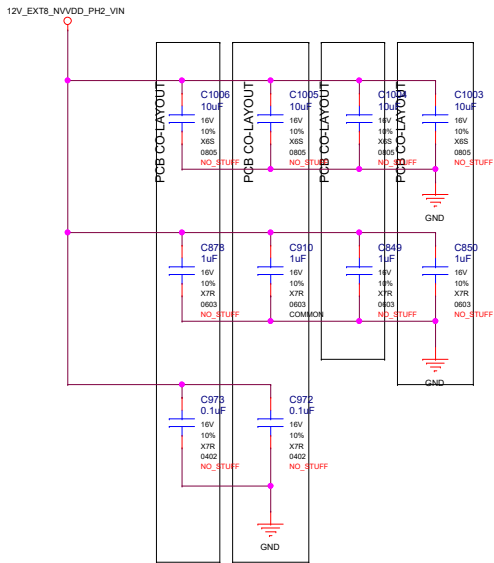 12V_EXT8_NVVDD_PH2_VIN
PCB CO-LAYOUT
PCB CO-LAYOUT
PCB CO-LAYOUT
PCB CO-LAYOUT
C1006
10uF
16V
10%
X6S
0805
NO_STUFF
C1005
10uF
16V
10%
X6S
0805
NO_STUFF
C1004
10uF
16V
10%
X6S
0805
NO_STUFF
C1003
10uF
16V
10%
X6S
0805
NO_STUFF
GND
C878
1uF
16V
10%
X7R
0603
NO_STUFF
C910
1uF
16V
10%
X7R
0603
COMMON
C849
1uF
16V
10%
X7R
0603
NO_STUFF
C850
1uF
16V
10%
X7R
0603
NO_STUFF
GND
C973
0.1uF
16V
10%
X7R
0402
NO_STUFF
C972
0.1uF
16V
10%
X7R
0402
NO_STUFF
GND